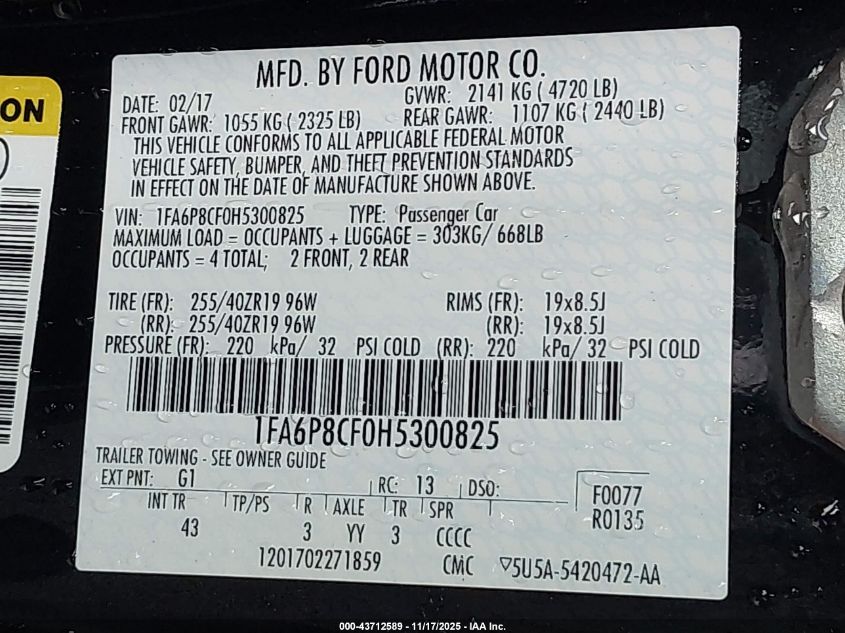 ON
MFD. BY FORD MOTOR CO.
DATE: 02/17 GVWR: 2141 KG ( 4720 LB)
FRONT GAWR: 1055 KG ( 2325 LB) REAR GAWR: 1107 KG ( 2440 LB)
THIS VEHICLE CONFORMS TO ALL APPLICABLE FEDERAL MOTOR
VEHICLE SAFETY, BUMPER, AND THEFT PREVENTION STANDARDS
IN EFFECT ON THE DATE OF MANUFACTURE SHOWN ABOVE.
VIN: 1FA6P8CF0H5300825 TYPE: Passenger Car
MAXIMUM LOAD = OCCUPANTS + LUGGAGE = 303KG/ 668LB
OCCUPANTS = 4 TOTAL; 2 FRONT, 2 REAR
TIRE (FR): 255/40ZR19 96W RIMS (FR): 19x8.5J
(RR): 255/40ZR19 96W (RR): 19x8.5J
PRESSURE (FR): 220 kPa/ 32 PSI COLD (RR): 220 kPa/ 32 PSI COLD
1FA6P8CF0H5300825
TRAILER TOWING - SEE OWNER GUIDE
EXT PNT: G1 RC: 13 DSO: F0077
INT TR TP/PS R AXLE TR SPR R0135
43 3 YY 3 CCCC
1201702271859 CMC ▽5U5A-5420472-AA
000-43712589 - 11/17/2025 - IAA Inc.